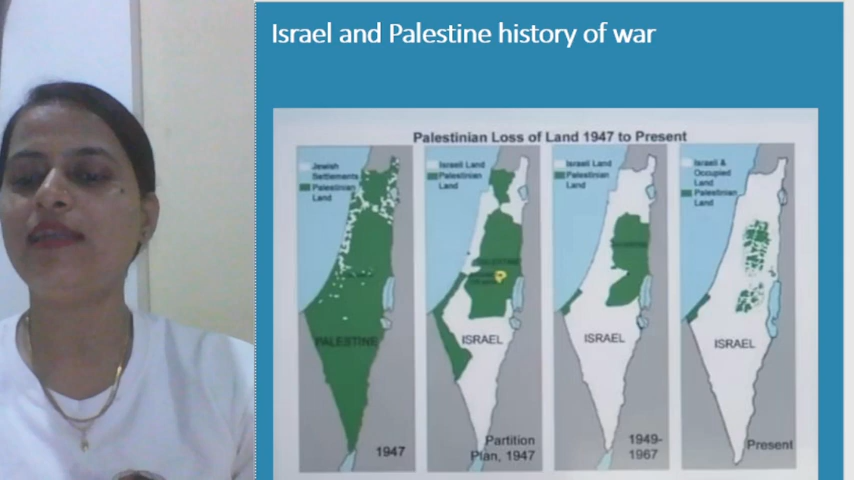 Israel and Palestine history of war
Palestinian Loss of Land 1947 to Present
Jewish
Settlements
Palestinian
Land
PALESTINE
1947
Israeli Land
Palestinian
Land
ISRAEL
Partition
Plan, 1947
Israeli Land
Palestinian
Land
ISRAEL
1949-
1967
Israeli &
Occupied
Land
Palestinian
Land
ISRAEL
Present